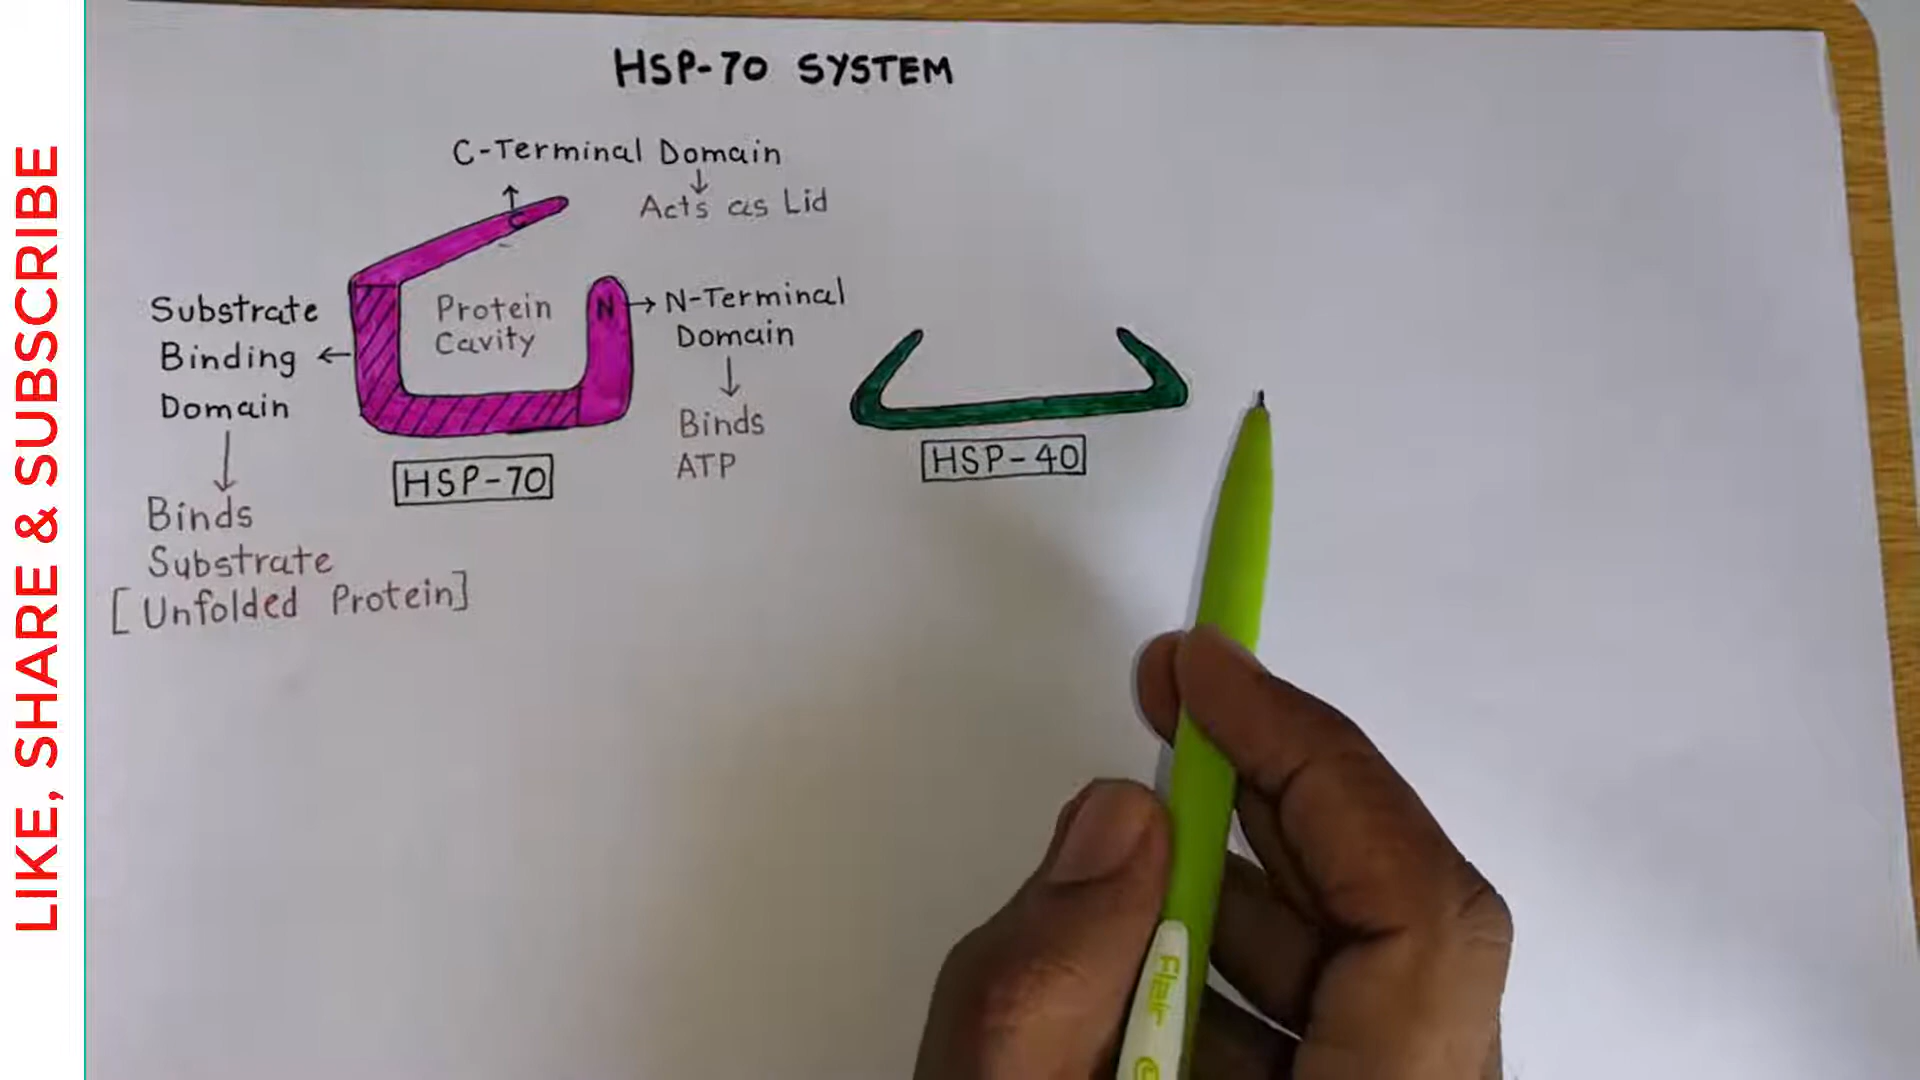 LIKE, SHARE & SUBSCRIBE
HSP-70 SYSTEM
C-Terminal Domain
Acts as Lid
C
Substrate
Binding
Domain
Binds
Substrate
[Unfolded Protein]
Protein
Cavity
N
N-Terminal
Domain
Binds
ATP
HSP-70
HSP-40
Flair